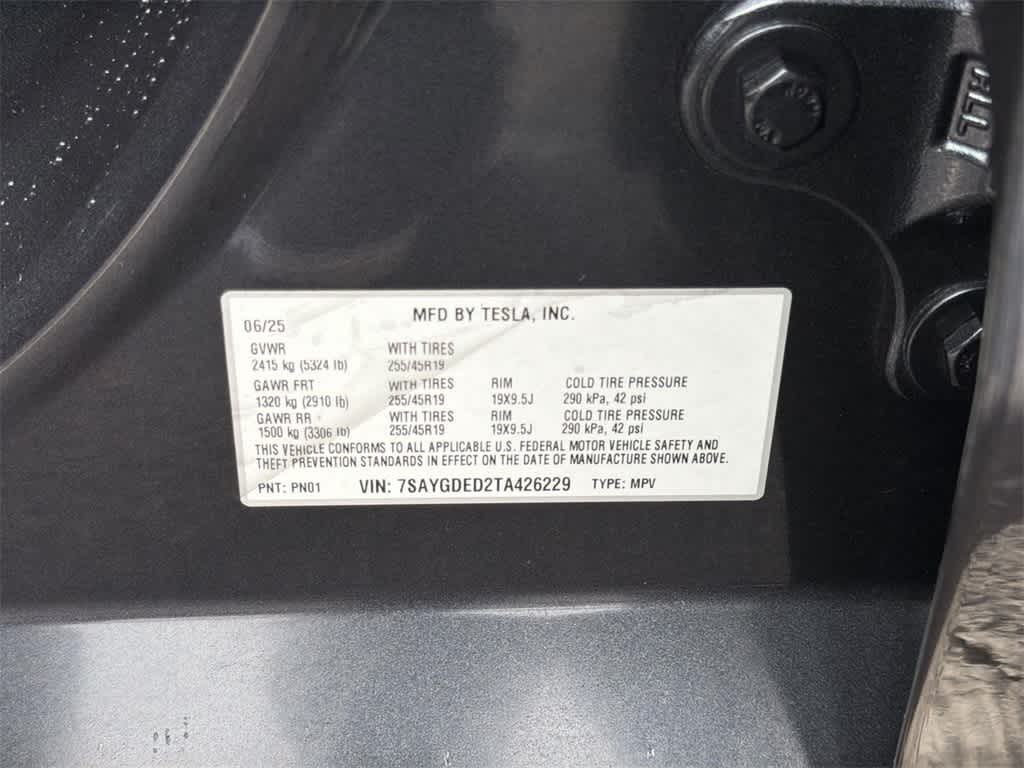 MFD BY TESLA, INC.
06/25
GVWR WITH TIRES
2415 kg (5324 lb) 255/45R19
GAWR FRT WITH TIRES RIM COLD TIRE PRESSURE
1320 kg (2910 lb) 255/45R19 19X9.5J 290 kPa, 42 psi
GAWR RR WITH TIRES RIM COLD TIRE PRESSURE
1500 kg (3306 lb) 255/45R19 19X9.5J 290 kPa, 42 psi
THIS VEHICLE CONFORMS TO ALL APPLICABLE U.S. FEDERAL MOTOR VEHICLE SAFETY AND
THEFT PREVENTION STANDARDS IN EFFECT ON THE DATE OF MANUFACTURE SHOWN ABOVE.
PNT: PN01 VIN: 7SAYGDED2TA426229 TYPE: MPV